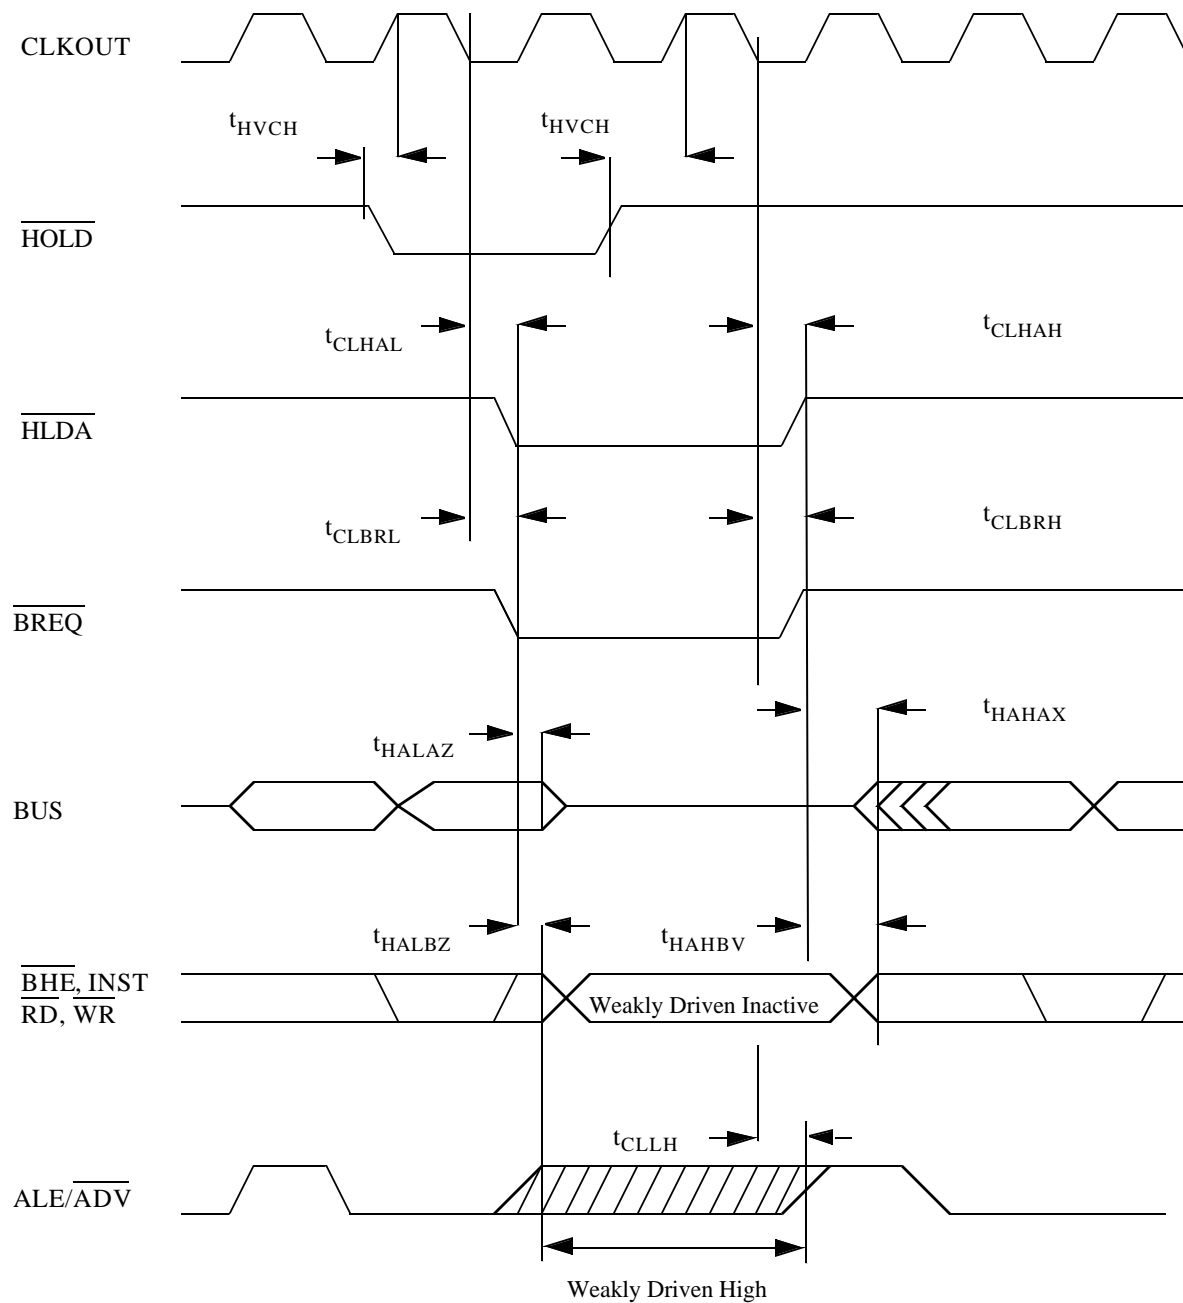 CLKOUT
tHVCH tHVCH
HOLD
tCLHAL tCLHAH
HLDA
tCLBRL tCLBRH
BREQ
tHAHAX
tHALAZ
BUS
tHALBZ tHAHBV
BHE, INST
RD, WR
Weakly Driven Inactive
tCLLH
ALE/ADV
Weakly Driven High